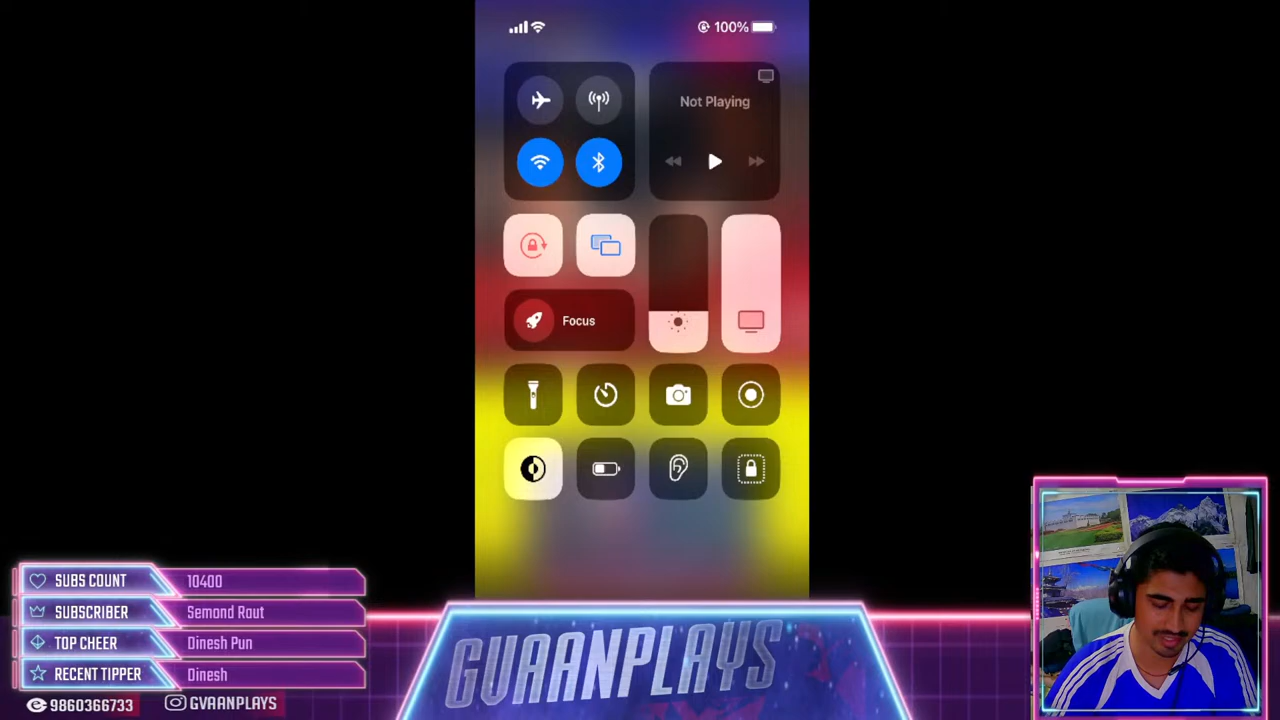 100%
Not Playing
Focus
SUBS COUNT 10400
SUBSCRIBER Semond Raut
TOP CHEER Dinesh Pun
RECENT TIPPER Dinesh
9860366733 GVAANPLAYS
GVAANPLAYS